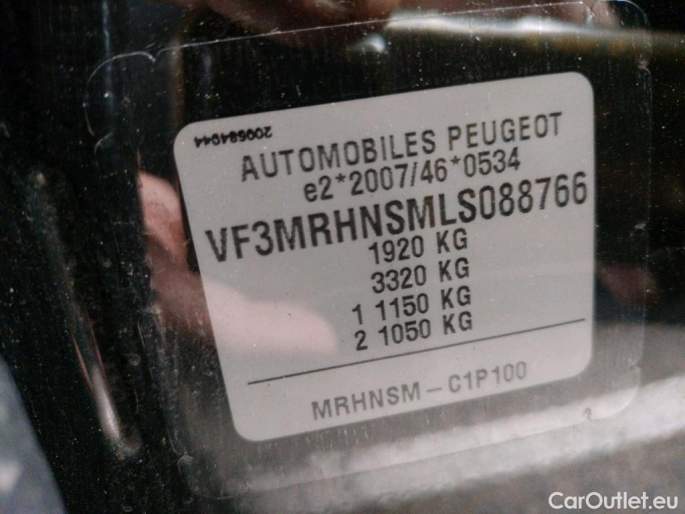 200684044
AUTOMOBILES PEUGEOT
e2*2007/46*0534
VF3MRHNSMLS088766
1920 KG
3320 KG
1 1150 KG
2 1050 KG
MRHNSM - C1P100
CarOutlet.eu